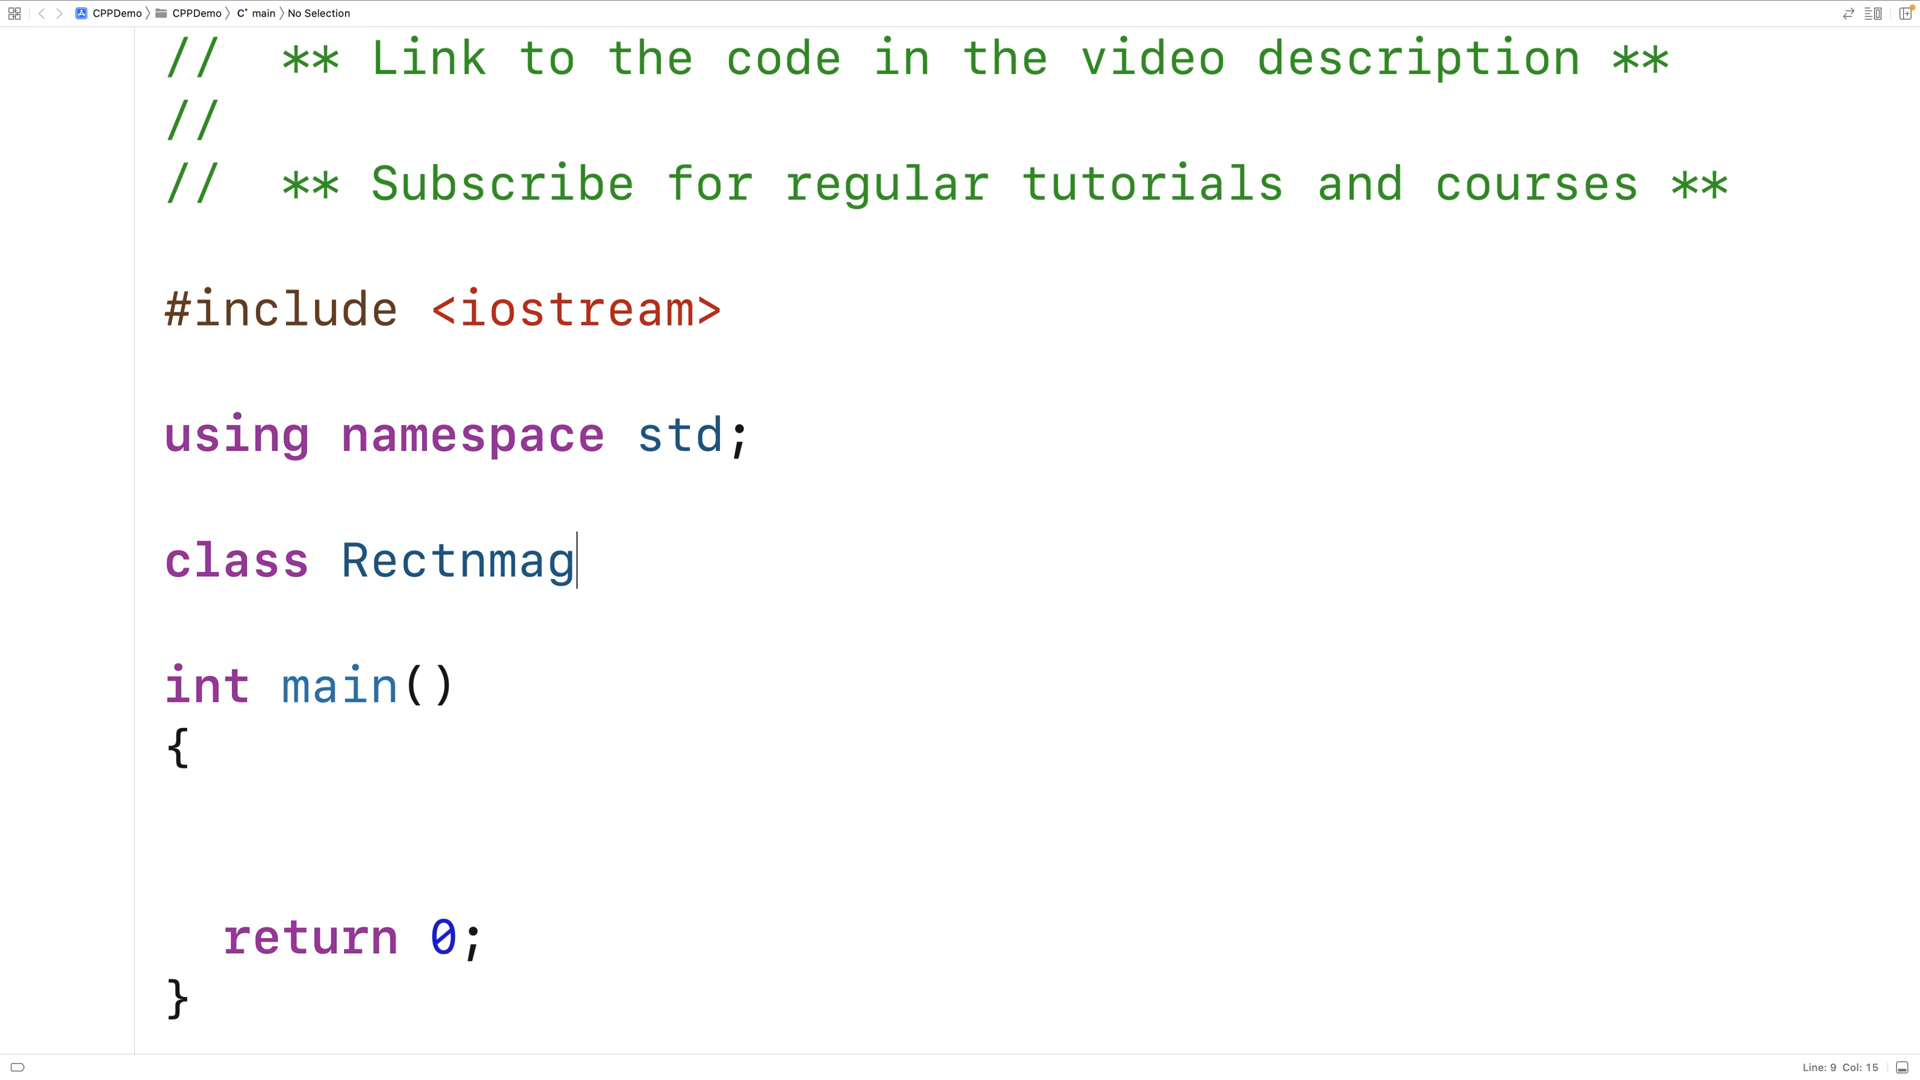 CPPDemo CPPDemo C⁺ main No Selection
// ** Link to the code in the video description **
//
// ** Subscribe for regular tutorials and courses **
#include <iostream>
using namespace std;
class Rectnmag
int main()
{
return 0;
}
Line: 9 Col: 15